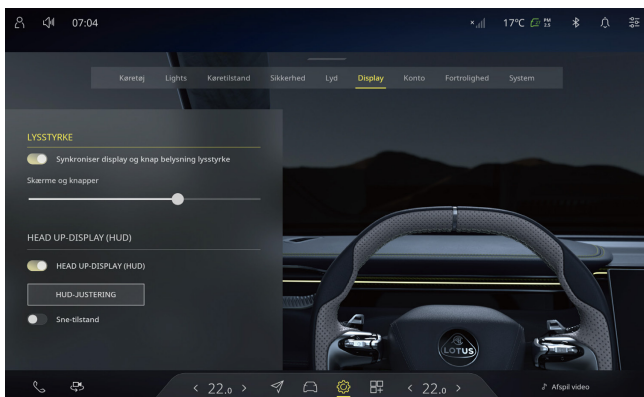 07:04
17°C PM 2.5
Køretøj Lights Køretilstand Sikkerhed Lyd Display Konto Fortrolighed System
LYSSTYRKE
Synkroniser display og knap belysning lysstyrke
Skærme og knapper
HEAD UP-DISPLAY (HUD)
HEAD UP-DISPLAY (HUD)
HUD-JUSTERING
Sne-tilstand
LOTUS
< 22.0 > < 22.0 > Afspil video